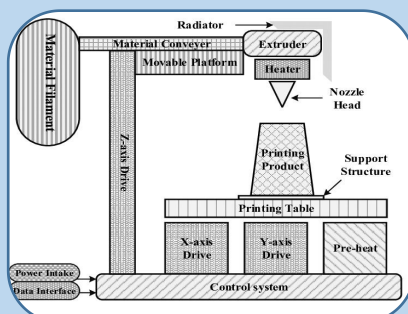 Radiator
Material Filament
Material Conveyer
Extruder
Movable Platform
Heater
Nozzle
Head
Z-axis Drive
Printing
Product
Support
Structure
Printing Table
X-axis
Drive
Y-axis
Drive
Pre-heat
Power Intake
Data Interface
Control system